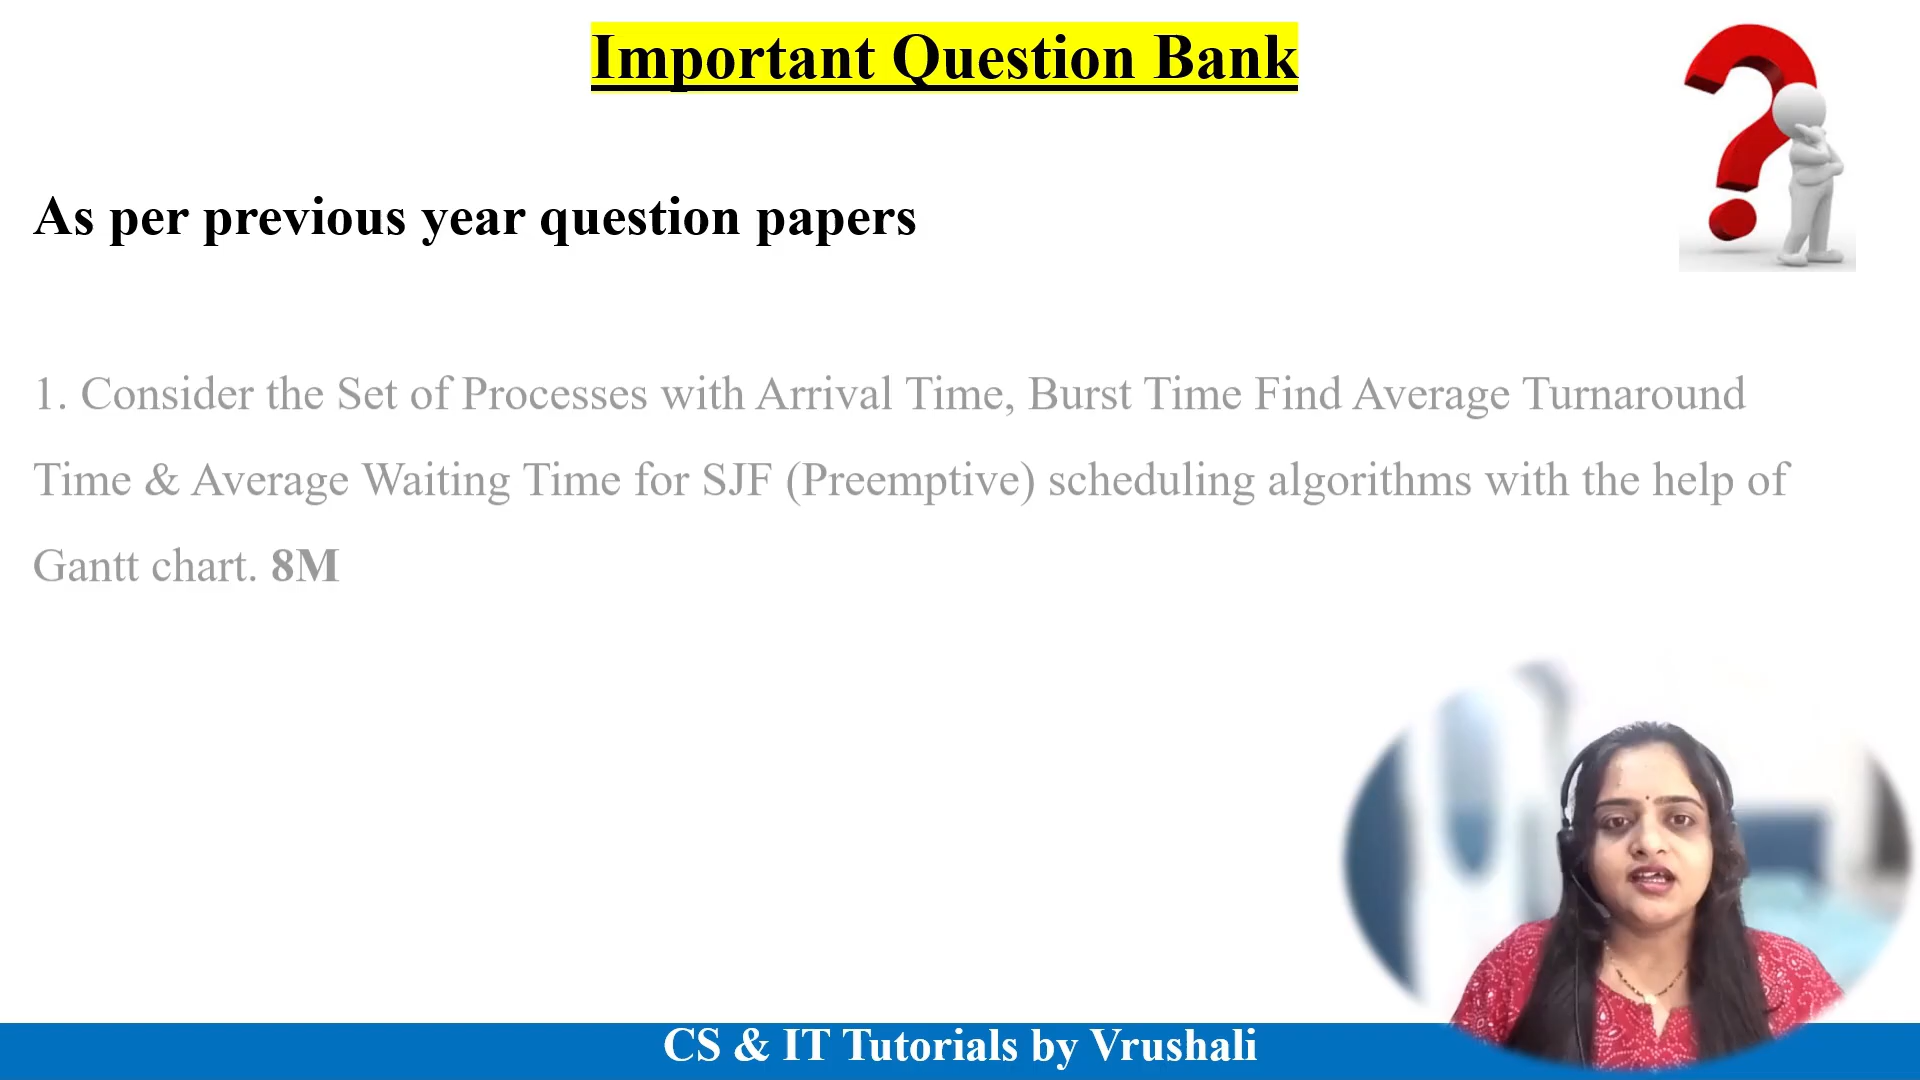 Important Question Bank
As per previous year question papers
1. Consider the Set of Processes with Arrival Time, Burst Time Find Average Turnaround
Time & Average Waiting Time for SJF (Preemptive) scheduling algorithms with the help of
Gantt chart. 8M
CS & IT Tutorials by Vrushali